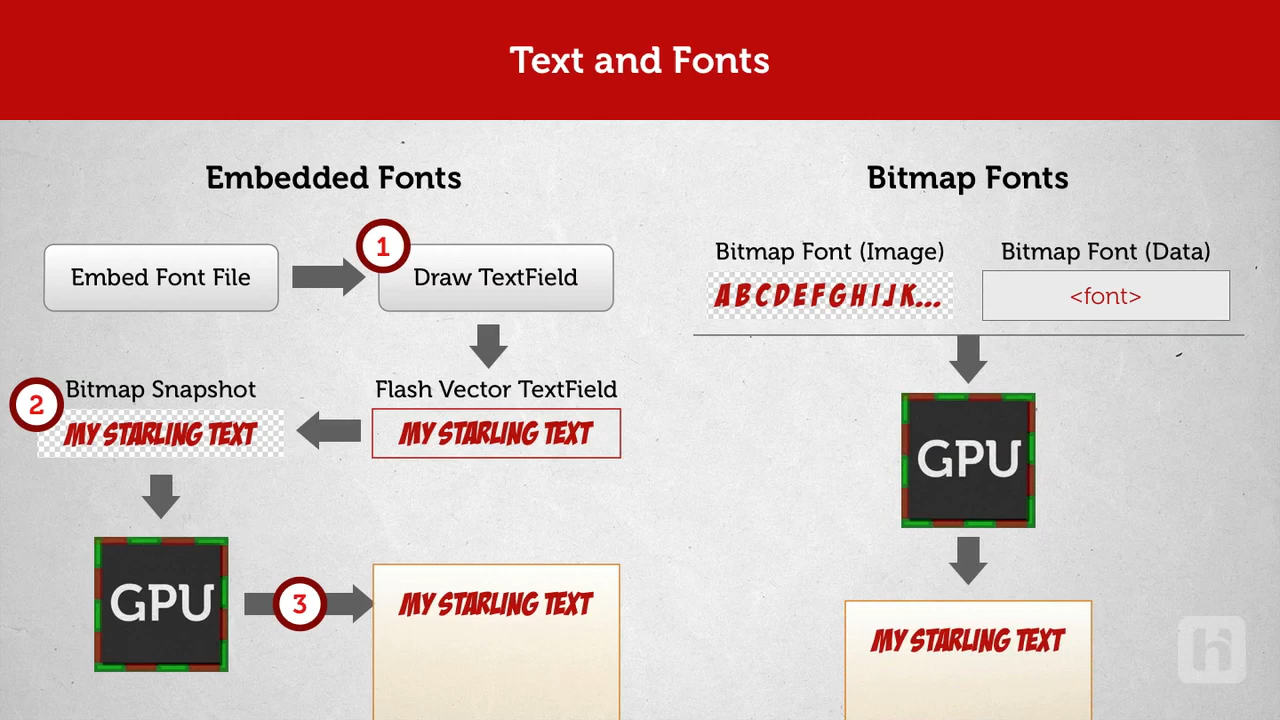 Text and Fonts
Embedded Fonts
Embed Font File
1
Draw TextField
2
Bitmap Snapshot
MY STARLING TEXT
Flash Vector TextField
MY STARLING TEXT
GPU
3
MY STARLING TEXT
Bitmap Fonts
Bitmap Font (Image)
ABCDEFGHIJK...
Bitmap Font (Data)
<font>
GPU
MY STARLING TEXT
h